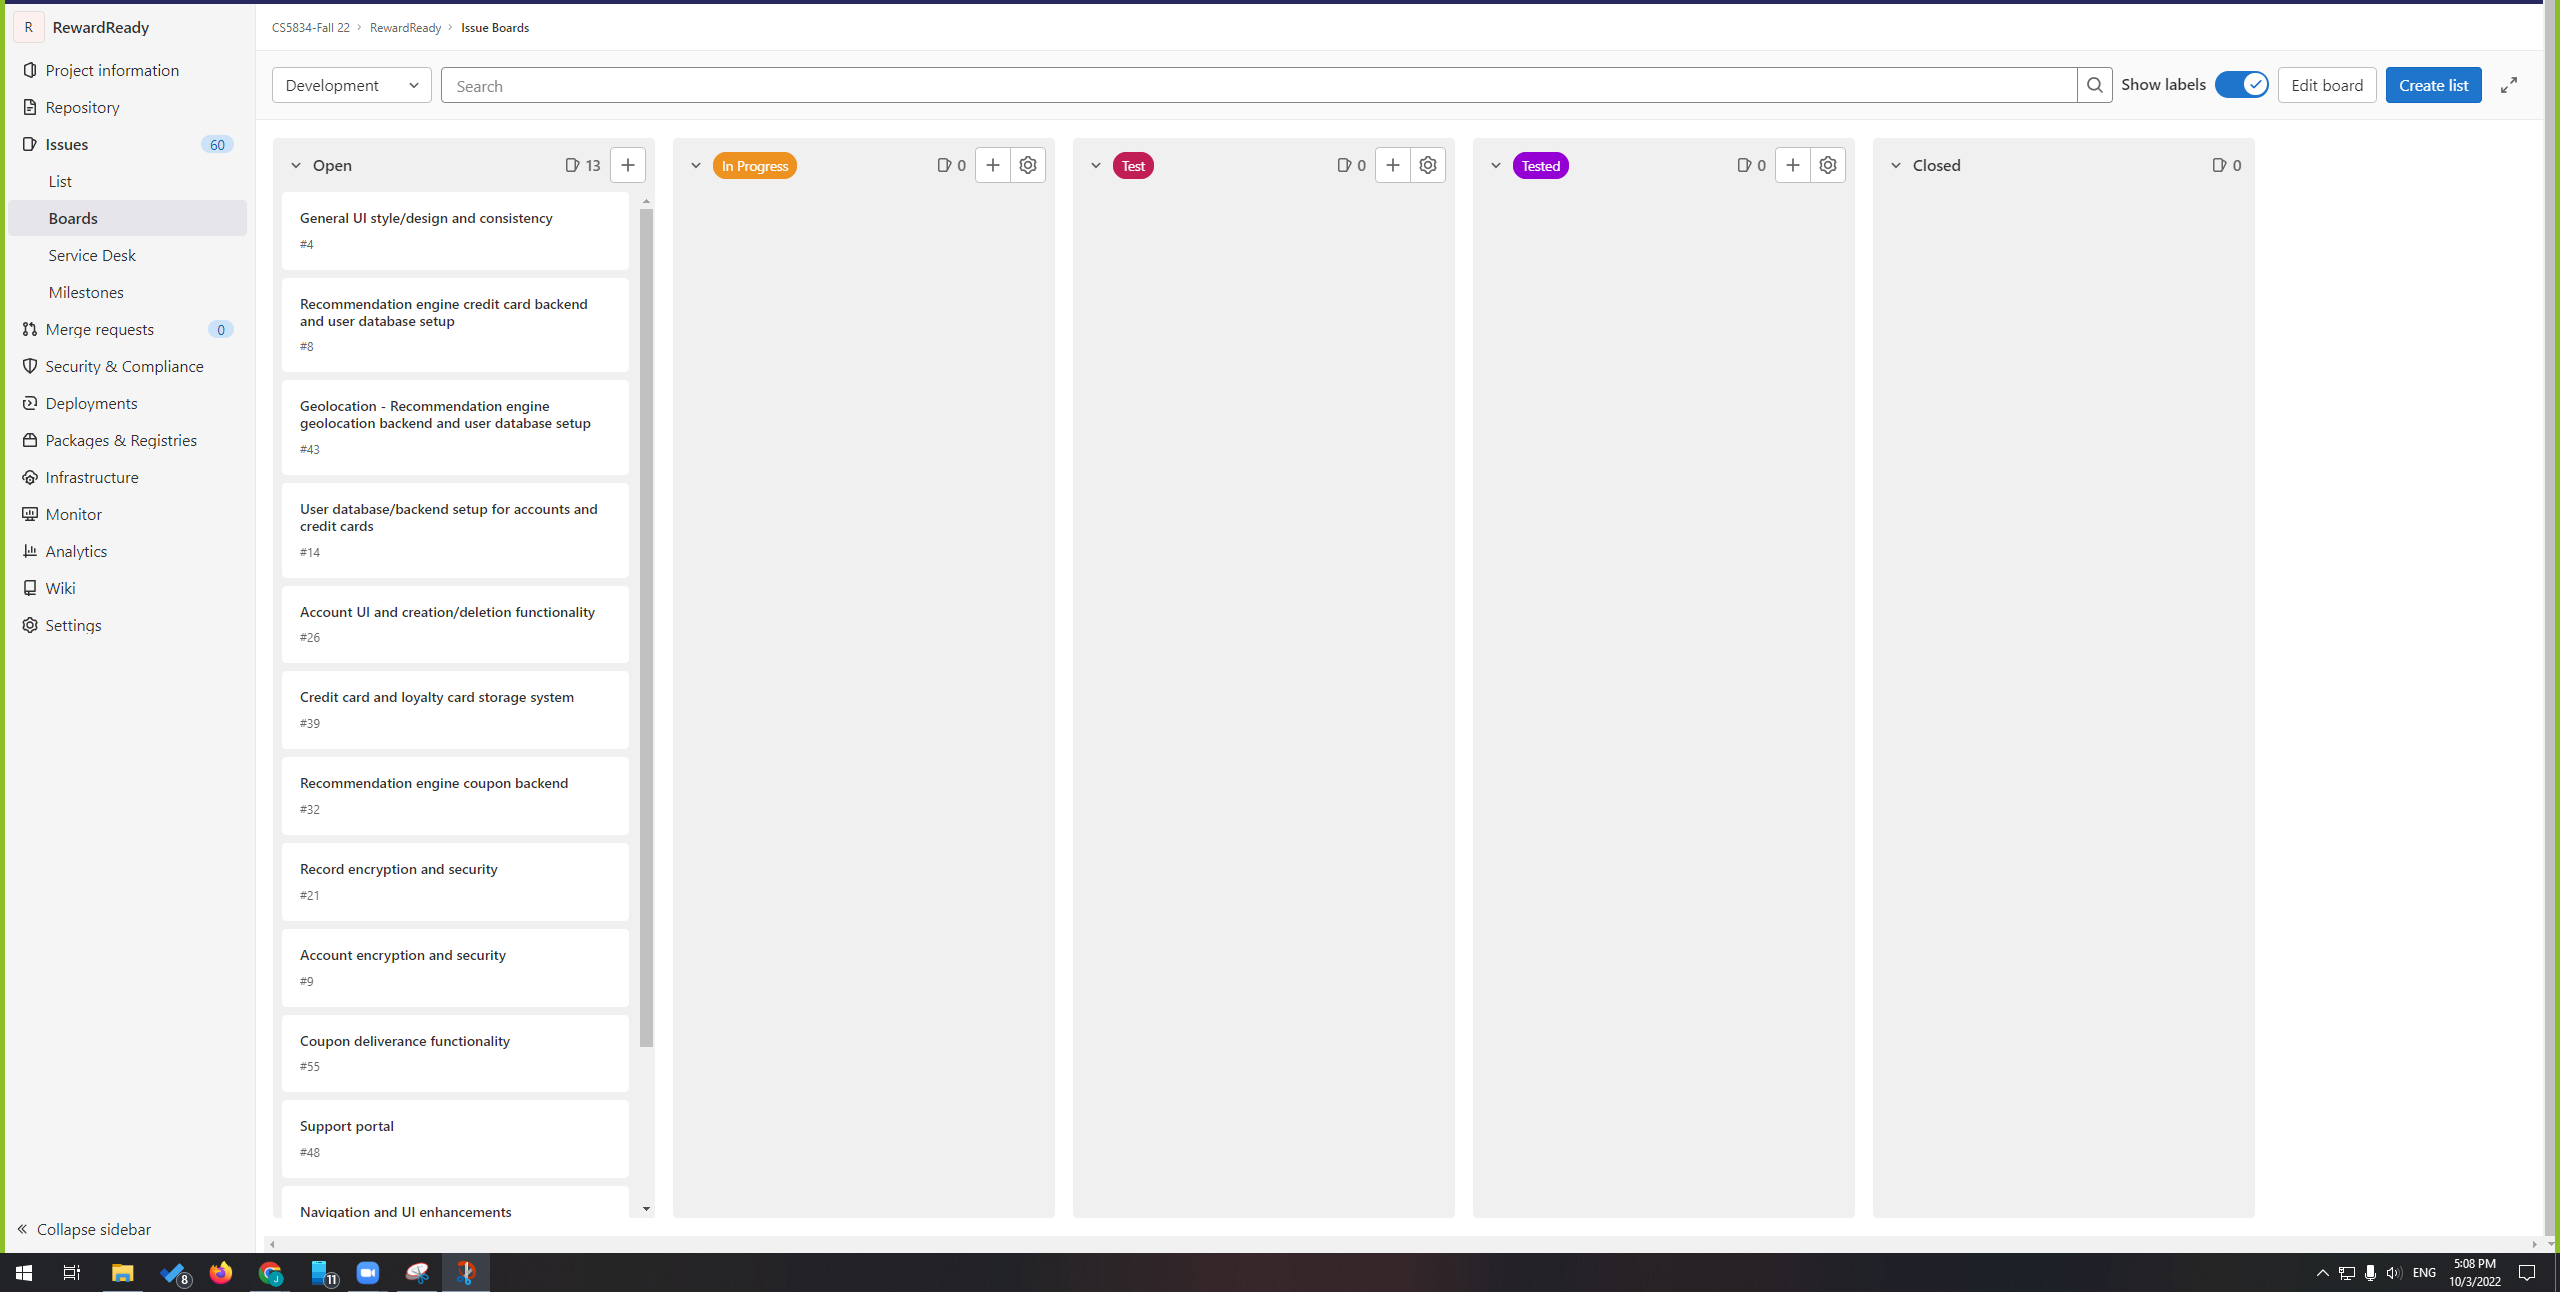 R RewardReady
Project information
Repository
Issues 60
List
Boards
Service Desk
Milestones
Merge requests 0
Security & Compliance
Deployments
Packages & Registries
Infrastructure
Monitor
Analytics
Wiki
Settings
Collapse sidebar
CS5834-Fall 22 › RewardReady › Issue Boards
Development Search Show labels Edit board Create list
Open 13
General UI style/design and consistency
#4
Recommendation engine credit card backend
and user database setup
#8
Geolocation - Recommendation engine
geolocation backend and user database setup
#43
User database/backend setup for accounts and
credit cards
#14
Account UI and creation/deletion functionality
#26
Credit card and loyalty card storage system
#39
Recommendation engine coupon backend
#32
Record encryption and security
#21
Account encryption and security
#9
Coupon deliverance functionality
#55
Support portal
#48
Navigation and UI enhancements
In Progress 0
Test 0
Tested 0
Closed 0
8
J
11
ENG
5:08 PM
10/3/2022